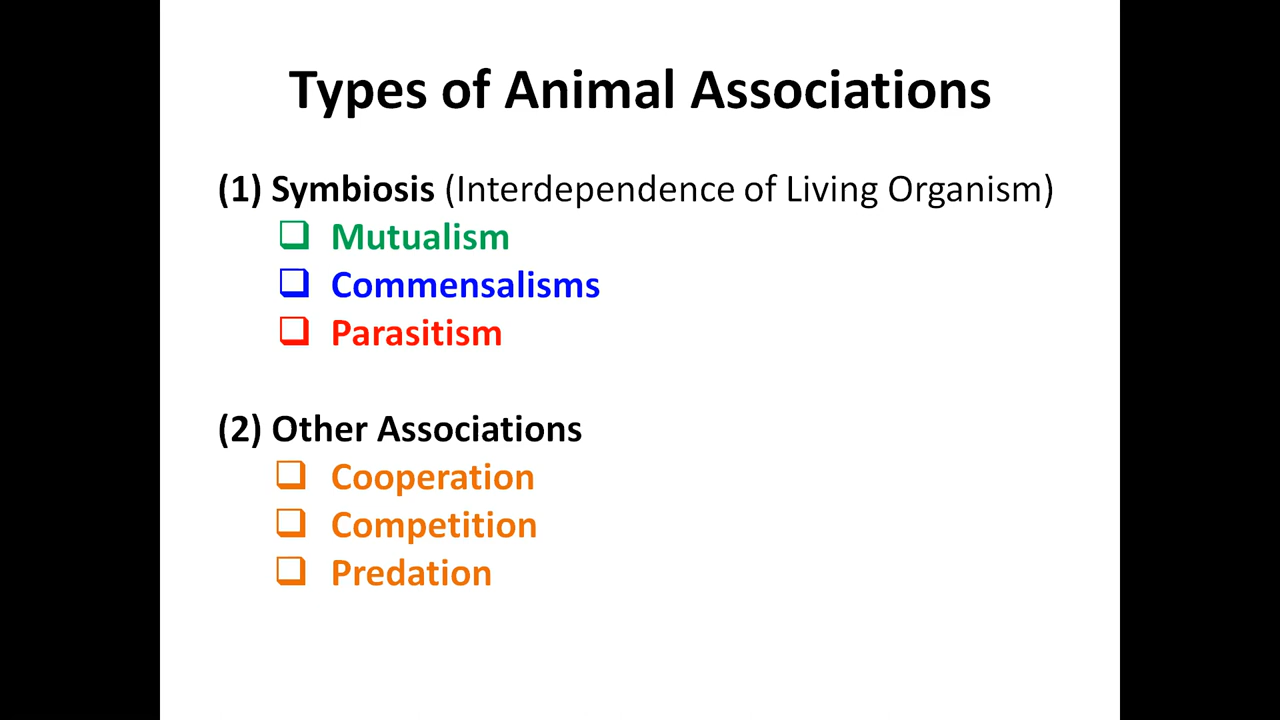 Types of Animal Associations
(1) Symbiosis (Interdependence of Living Organism)
Mutualism
Commensalisms
Parasitism
(2) Other Associations
Cooperation
Competition
Predation